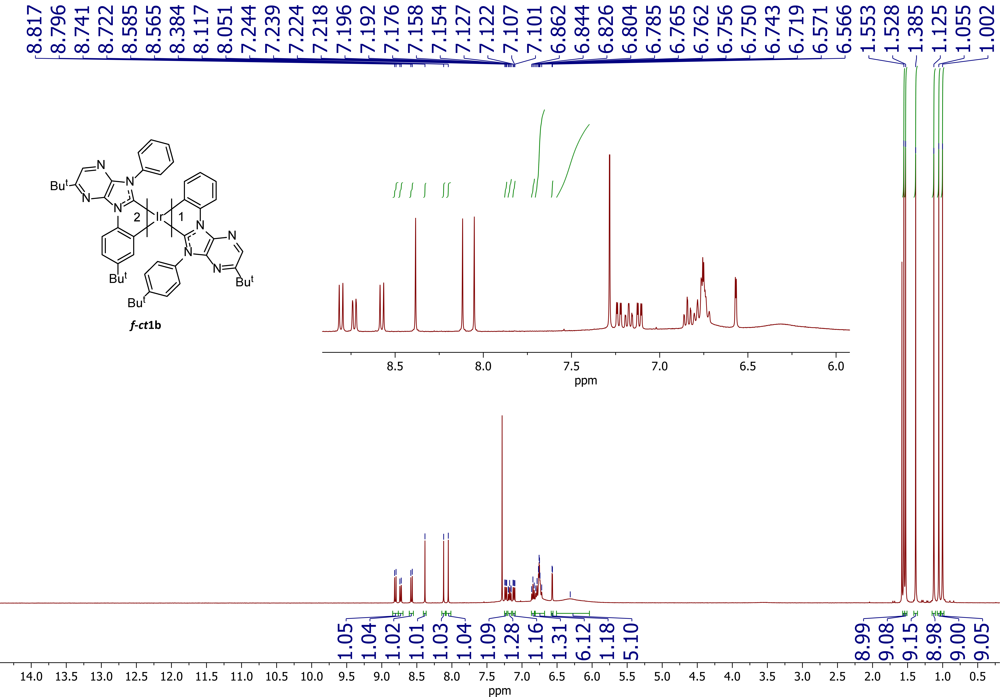 8.817 8.796 8.741 8.722 8.585 8.565 8.384 8.117 8.051 7.244 7.239 7.224 7.218 7.196 7.192 7.176 7.158 7.154 7.127 7.122 7.107 7.101 6.862 6.844 6.826 6.804 6.785 6.765 6.762 6.756 6.750 6.743 6.719 6.571 6.566 1.553 1.528 1.385 1.125 1.055 1.002
N
N
Bu^t
N
N
2
Ir
1
N
N
N
N
Bu^t
Bu^t
Bu^t
f-ct1b
8.5 8.0 7.5 7.0 6.5 6.0
ppm
1.05 1.04 1.02 1.01 1.03 1.04 1.09 1.28 1.16 1.31 6.12 1.18 5.10 8.99 9.08 9.15 8.98 9.00 9.05
14.0 13.5 13.0 12.5 12.0 11.5 11.0 10.5 10.0 9.5 9.0 8.5 8.0 7.5 7.0 6.5 6.0 5.5 5.0 4.5 4.0 3.5 3.0 2.5 2.0 1.5 1.0 0.5
ppm